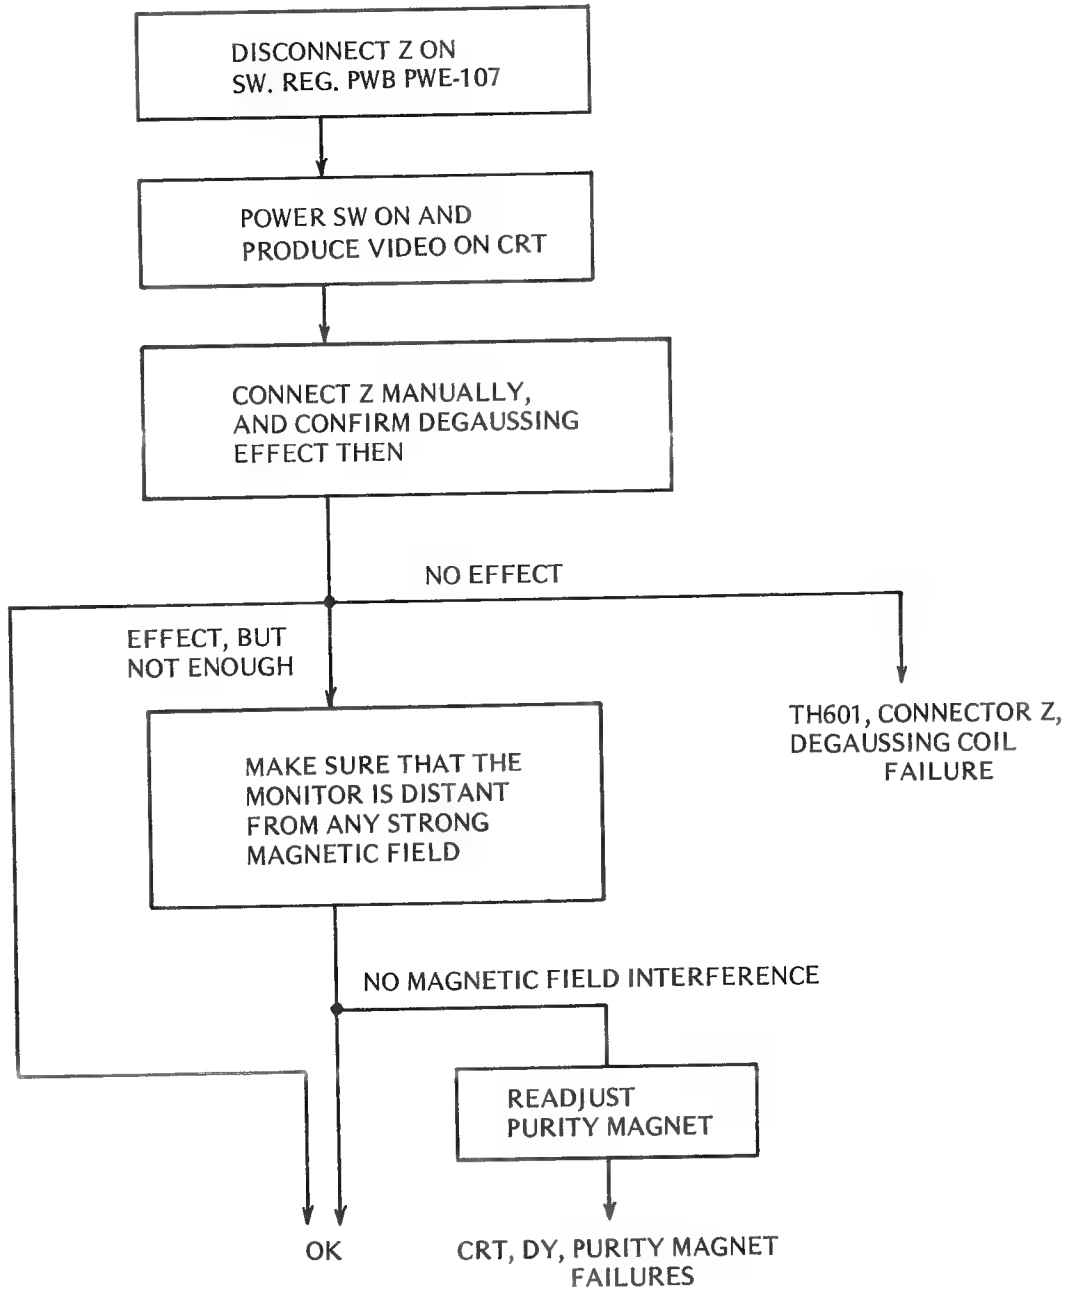 DISCONNECT Z ON
SW. REG. PWB PWE-107
POWER SW ON AND
PRODUCE VIDEO ON CRT
CONNECT Z MANUALLY,
AND CONFIRM DEGAUSSING
EFFECT THEN
NO EFFECT
EFFECT, BUT
NOT ENOUGH
TH601, CONNECTOR Z,
DEGAUSSING COIL
FAILURE
MAKE SURE THAT THE
MONITOR IS DISTANT
FROM ANY STRONG
MAGNETIC FIELD
NO MAGNETIC FIELD INTERFERENCE
READJUST
PURITY MAGNET
OK
CRT, DY, PURITY MAGNET
FAILURES